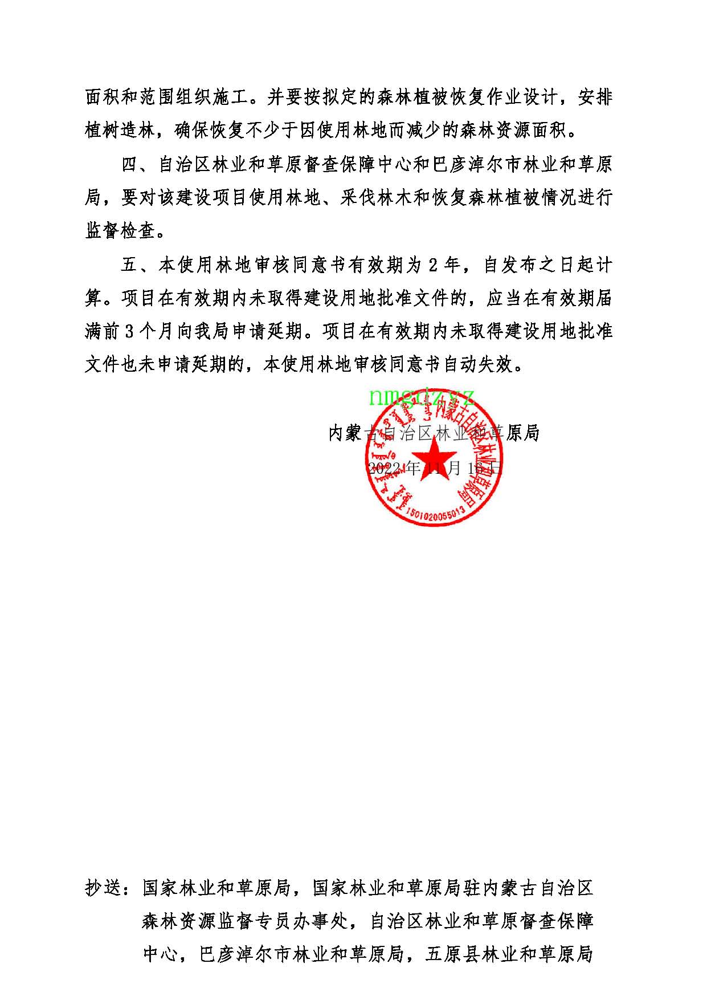 面积和范围组织施工。并要按拟定的森林植被恢复作业设计，安排
植树造林，确保恢复不少于因使用林地而减少的森林资源面积。
四、自治区林业和草原督查保障中心和巴彦淖尔市林业和草原
局，要对该建设项目使用林地、采伐林木和恢复森林植被情况进行
监督检查。
五、本使用林地审核同意书有效期为 2 年，自发布之日起计
算。项目在有效期内未取得建设用地批准文件的，应当在有效期届
满前 3 个月向我局申请延期。项目在有效期内未取得建设用地批准
文件也未申请延期的，本使用林地审核同意书自动失效。
nmgdzyz
内蒙古自治区林业和草原局
内蒙古自治区林业和草原局
2022 年 11 月 16 日
1501020055013
抄送：国家林业和草原局，国家林业和草原局驻内蒙古自治区
森林资源监督专员办事处，自治区林业和草原督查保障
中心，巴彦淖尔市林业和草原局，五原县林业和草原局